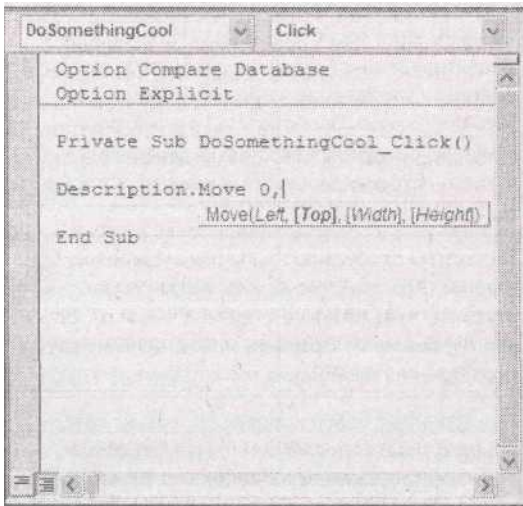 DoSomethingCool Click
Option Compare Database
Option Explicit
Private Sub DoSomethingCool_Click()
Description.Move 0,
Move(Left, [Top], [Width], [Height])
End Sub